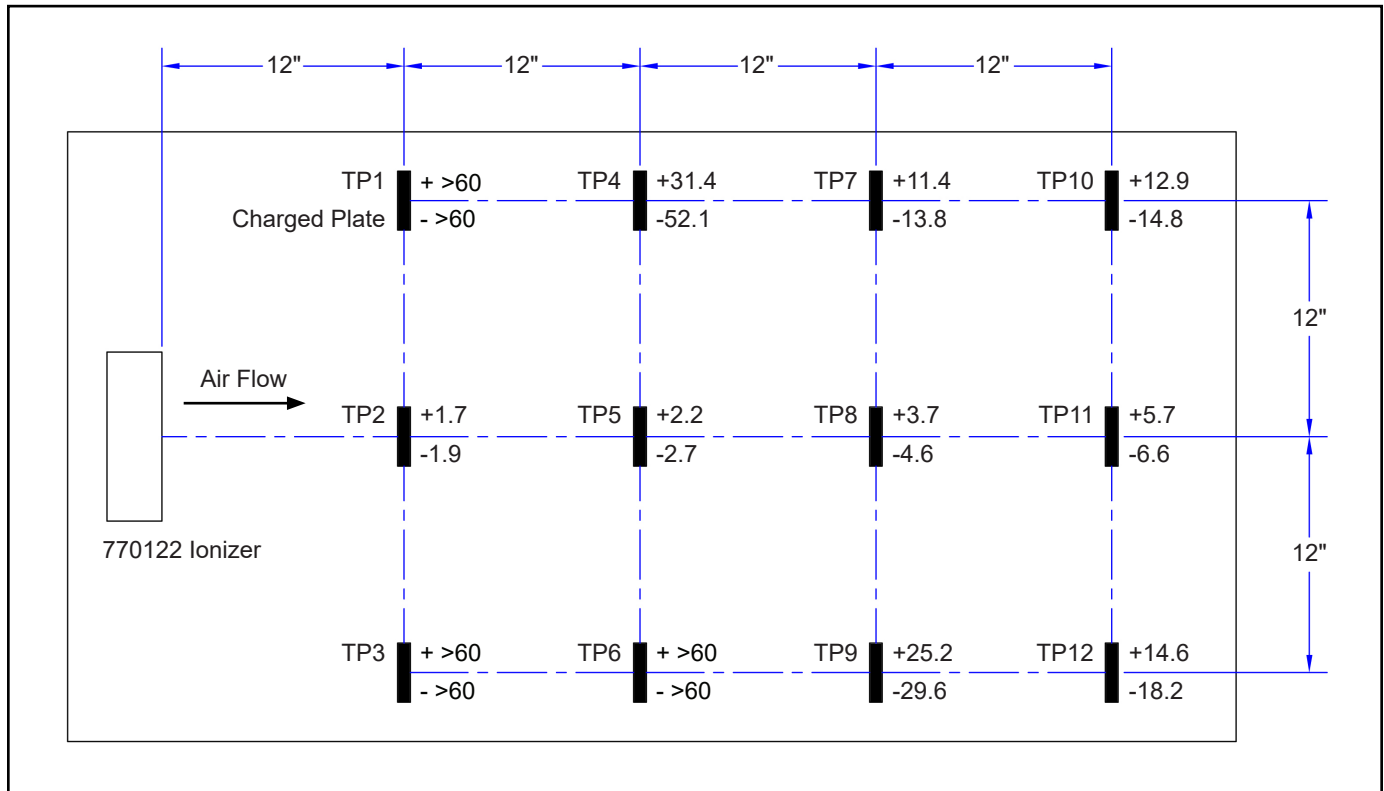 12" 12" 12" 12"
TP1 + >60 TP4 +31.4 TP7 +11.4 TP10 +12.9
Charged Plate - >60 -52.1 -13.8 -14.8
12"
Air Flow
TP2 +1.7 TP5 +2.2 TP8 +3.7 TP11 +5.7
-1.9 -2.7 -4.6 -6.6
770122 Ionizer
12"
TP3 + >60 TP6 + >60 TP9 +25.2 TP12 +14.6
- >60 - >60 -29.6 -18.2